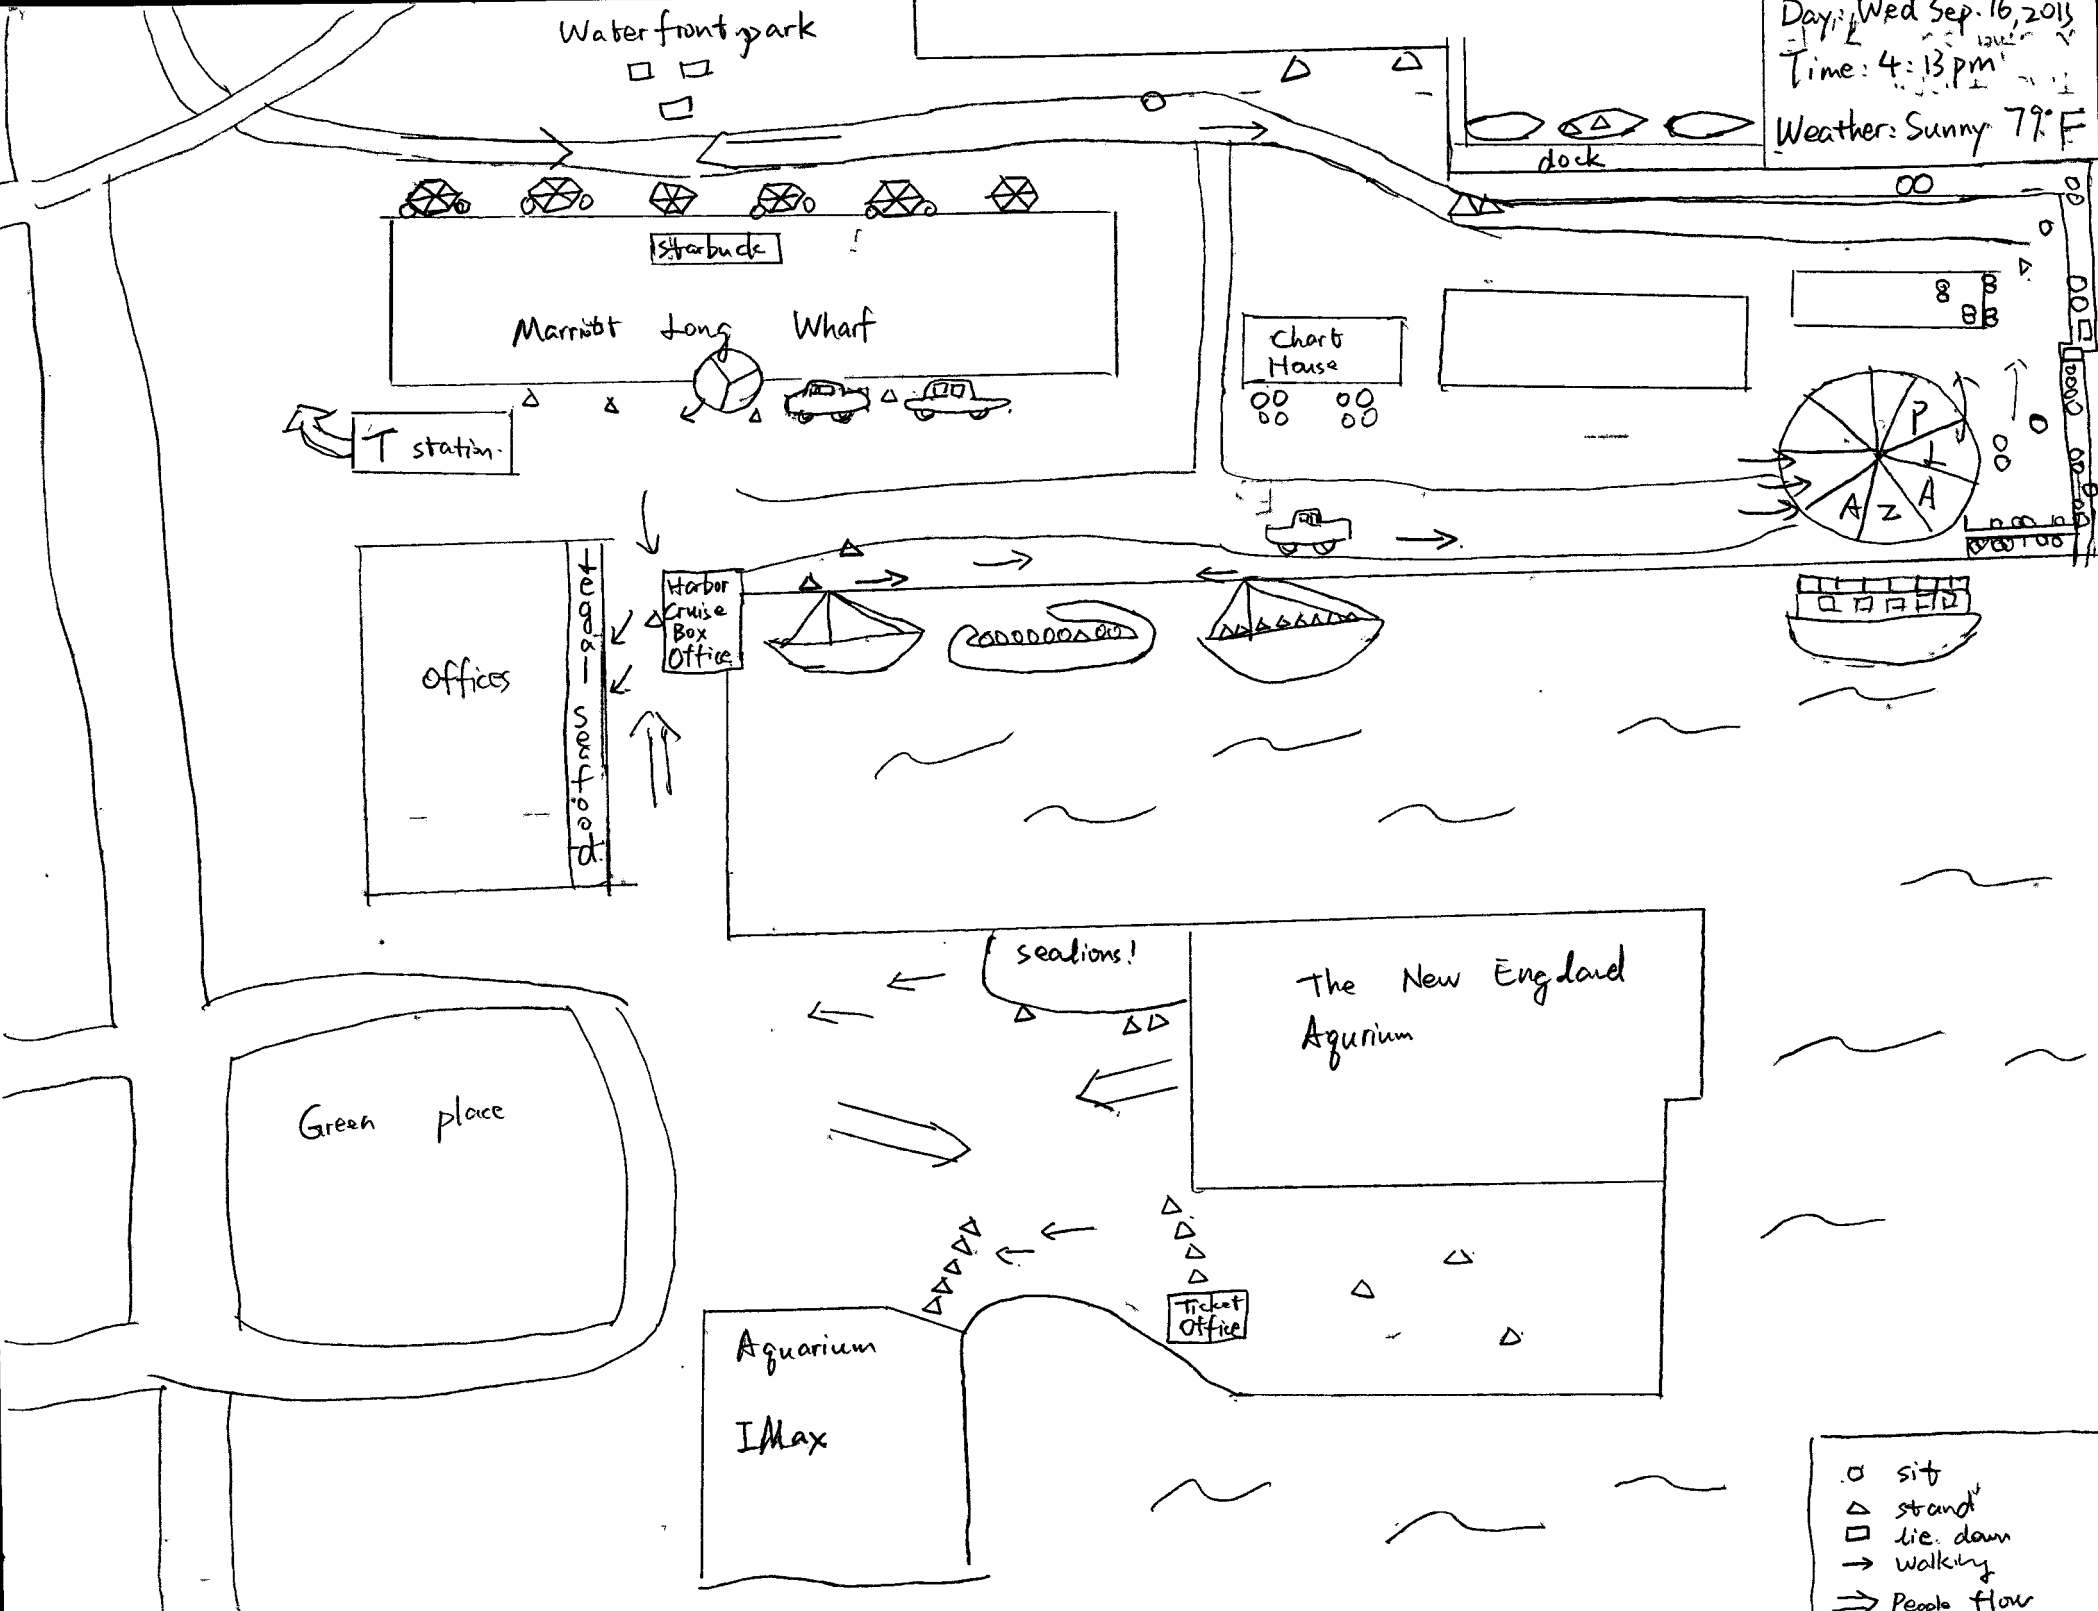 Waterfront park
Day: Wed Sep. 16, 2015
Time: 4:13 pm
Weather: Sunny 79°F
dock
Starbuck
Marriott Long Wharf
Chart
House
T station.
PLAZA
Harbor
Cruise
Box
Office
Offices
Legal Seafood
sealions!
The New England
Aqurium
Green place
Ticket
Office
Aquarium
IMax
sit
stand
lie down
walking
People flow